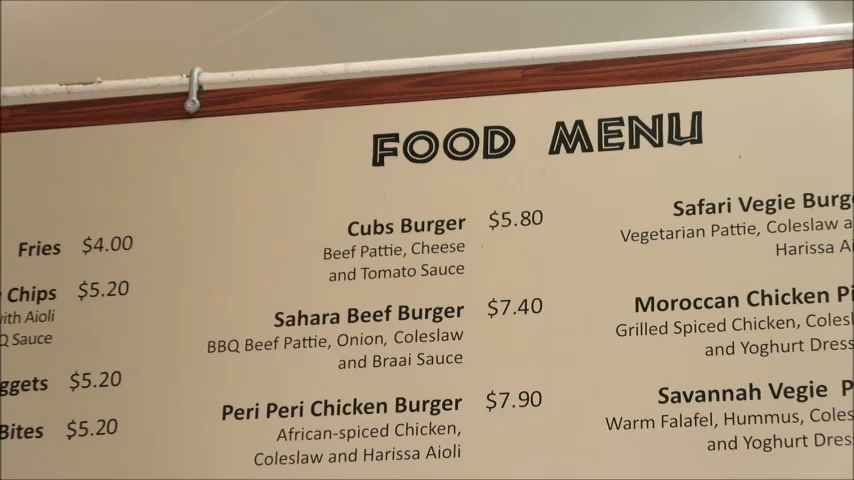 FOOD MENU
Fries $4.00
Chips $5.20
with Aioli
Q Sauce
ggets $5.20
Bites $5.20
Cubs Burger $5.80
Beef Pattie, Cheese
and Tomato Sauce
Sahara Beef Burger $7.40
BBQ Beef Pattie, Onion, Coleslaw
and Braai Sauce
Peri Peri Chicken Burger $7.90
African-spiced Chicken,
Coleslaw and Harissa Aioli
Safari Vegie Burge
Vegetarian Pattie, Coleslaw a
Harissa Ai
Moroccan Chicken Pi
Grilled Spiced Chicken, Colesl
and Yoghurt Dress
Savannah Vegie P
Warm Falafel, Hummus, Coles
and Yoghurt Dres